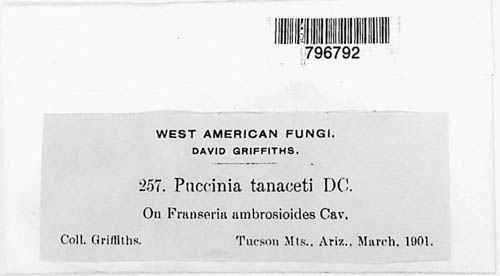 796792
WEST AMERICAN FUNGI.
DAVID GRIFFITHS.
257. Puccinia tanaceti DC.
On Franseria ambrosioides Cav.
Coll. Griffiths. Tucson Mts., Ariz., March, 1901.